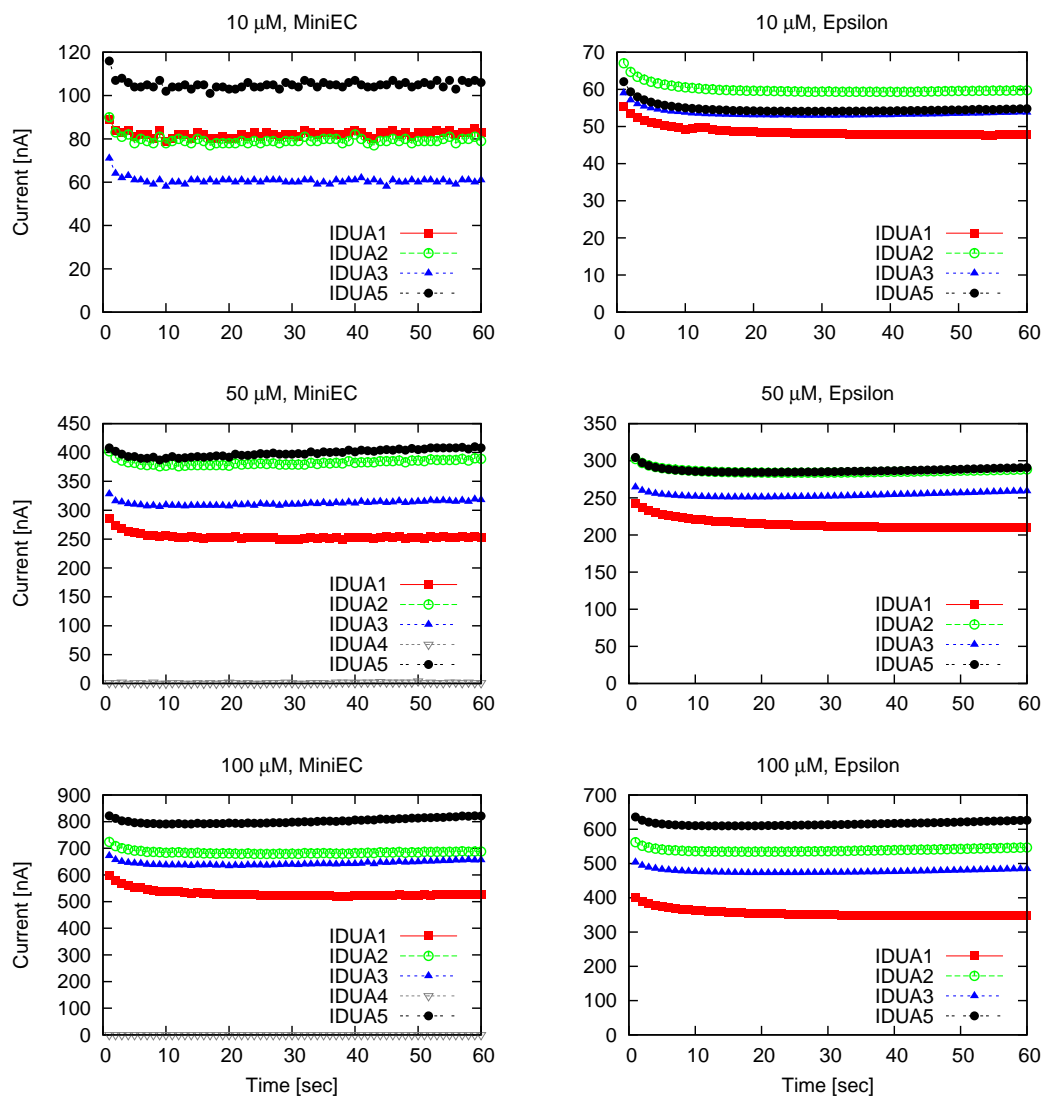 10 μM, MiniEC
Current [nA]
120
100
80
60
40
20
0
IDUA1
IDUA2
IDUA3
IDUA5
0 10 20 30 40 50 60
10 μM, Epsilon
70
60
50
40
30
20
10
0
IDUA1
IDUA2
IDUA3
IDUA5
0 10 20 30 40 50 60
50 μM, MiniEC
Current [nA]
450
400
350
300
250
200
150
100
50
0
IDUA1
IDUA2
IDUA3
IDUA4
IDUA5
0 10 20 30 40 50 60
50 μM, Epsilon
350
300
250
200
150
100
50
0
IDUA1
IDUA2
IDUA3
IDUA5
0 10 20 30 40 50 60
100 μM, MiniEC
Current [nA]
900
800
700
600
500
400
300
200
100
0
IDUA1
IDUA2
IDUA3
IDUA4
IDUA5
0 10 20 30 40 50 60
Time [sec]
100 μM, Epsilon
700
600
500
400
300
200
100
0
IDUA1
IDUA2
IDUA3
IDUA5
0 10 20 30 40 50 60
Time [sec]